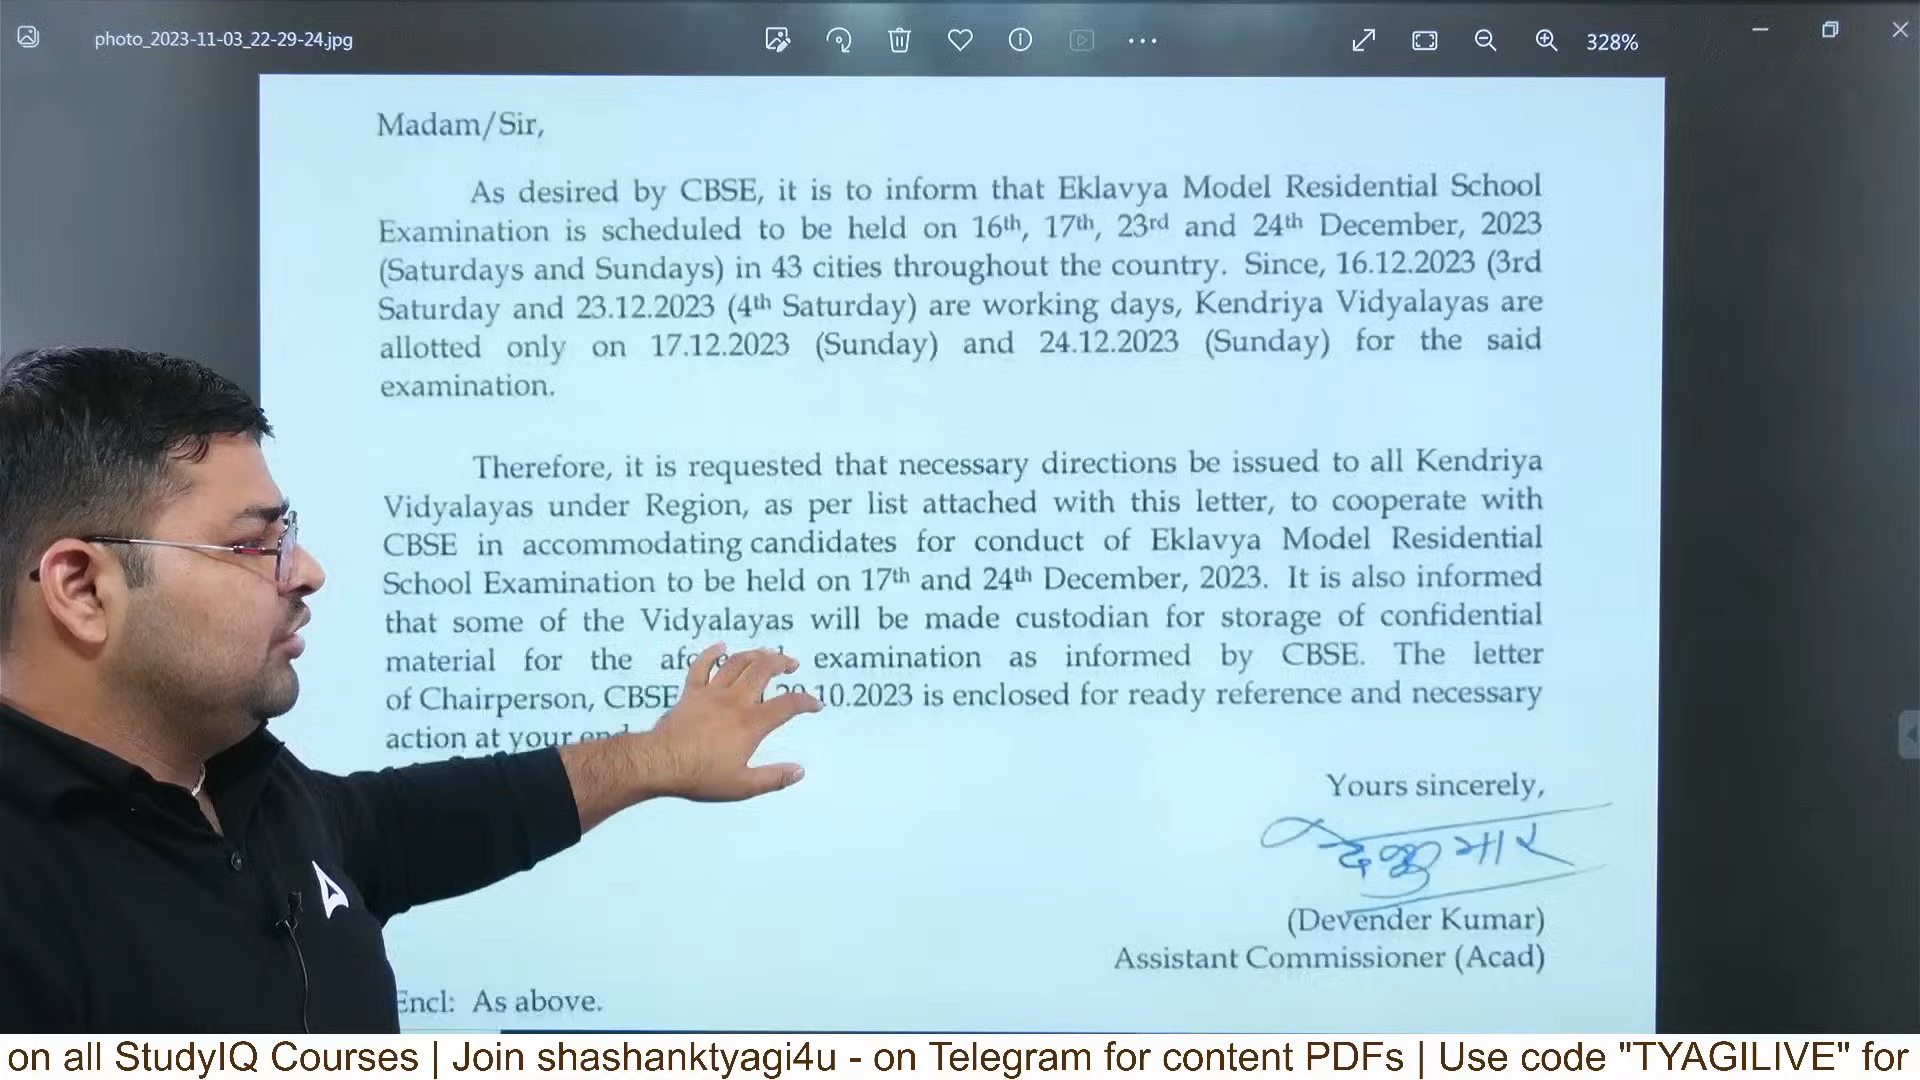 photo_2023-11-03_22-29-24.jpg
328%
Madam/Sir,
As desired by CBSE, it is to inform that Eklavya Model Residential School
Examination is scheduled to be held on 16th, 17th, 23rd and 24th December, 2023
(Saturdays and Sundays) in 43 cities throughout the country. Since, 16.12.2023 (3rd
Saturday and 23.12.2023 (4th Saturday) are working days, Kendriya Vidyalayas are
allotted only on 17.12.2023 (Sunday) and 24.12.2023 (Sunday) for the said
examination.
Therefore, it is requested that necessary directions be issued to all Kendriya
Vidyalayas under Region, as per list attached with this letter, to cooperate with
CBSE in accommodating candidates for conduct of Eklavya Model Residential
School Examination to be held on 17th and 24th December, 2023. It is also informed
that some of the Vidyalayas will be made custodian for storage of confidential
material for the examination as informed by CBSE. The letter
of Chairperson, CBSE 10.2023 is enclosed for ready reference and necessary
action at your end
Yours sincerely,
(Devender Kumar)
Assistant Commissioner (Acad)
Encl: As above.
on all StudyIQ Courses | Join shashanktyagi4u - on Telegram for content PDFs | Use code "TYAGILIVE" for